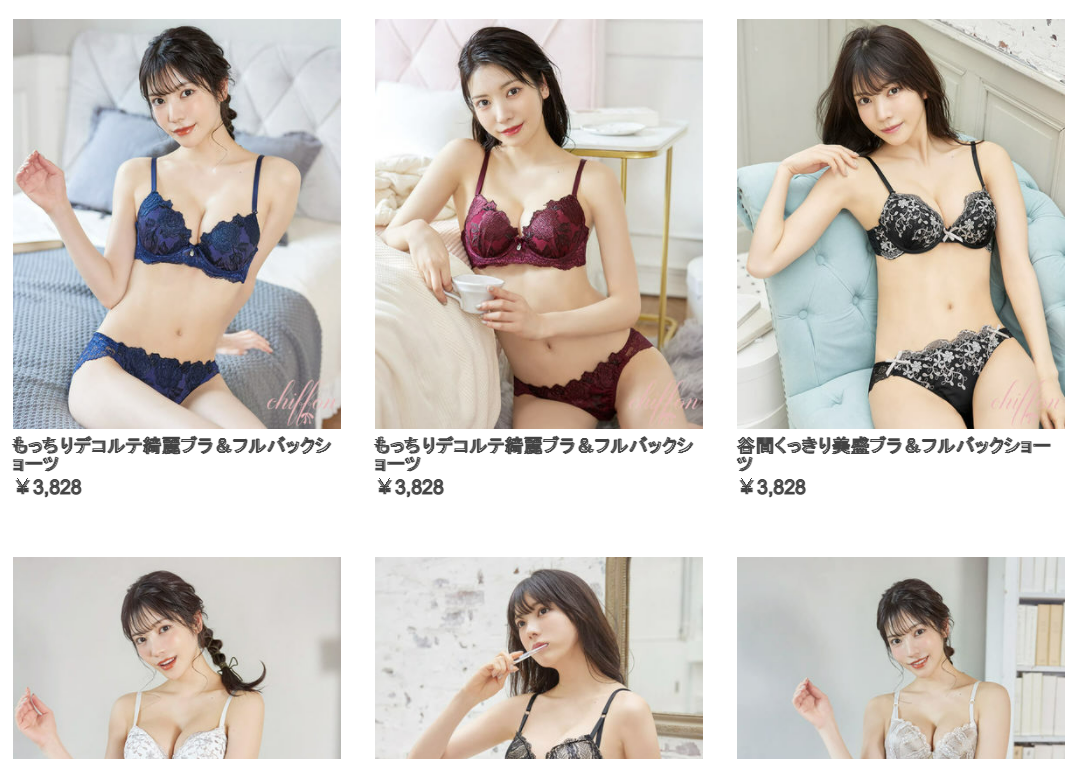 chiffon
chiffon
chiffon
もっちりデコルテ綺麗ブラ＆フルバックシ
ョーツ
￥3,828
もっちりデコルテ綺麗ブラ＆フルバックシ
ョーツ
￥3,828
谷間くっきり美盛ブラ＆フルバックショー
ツ
￥3,828